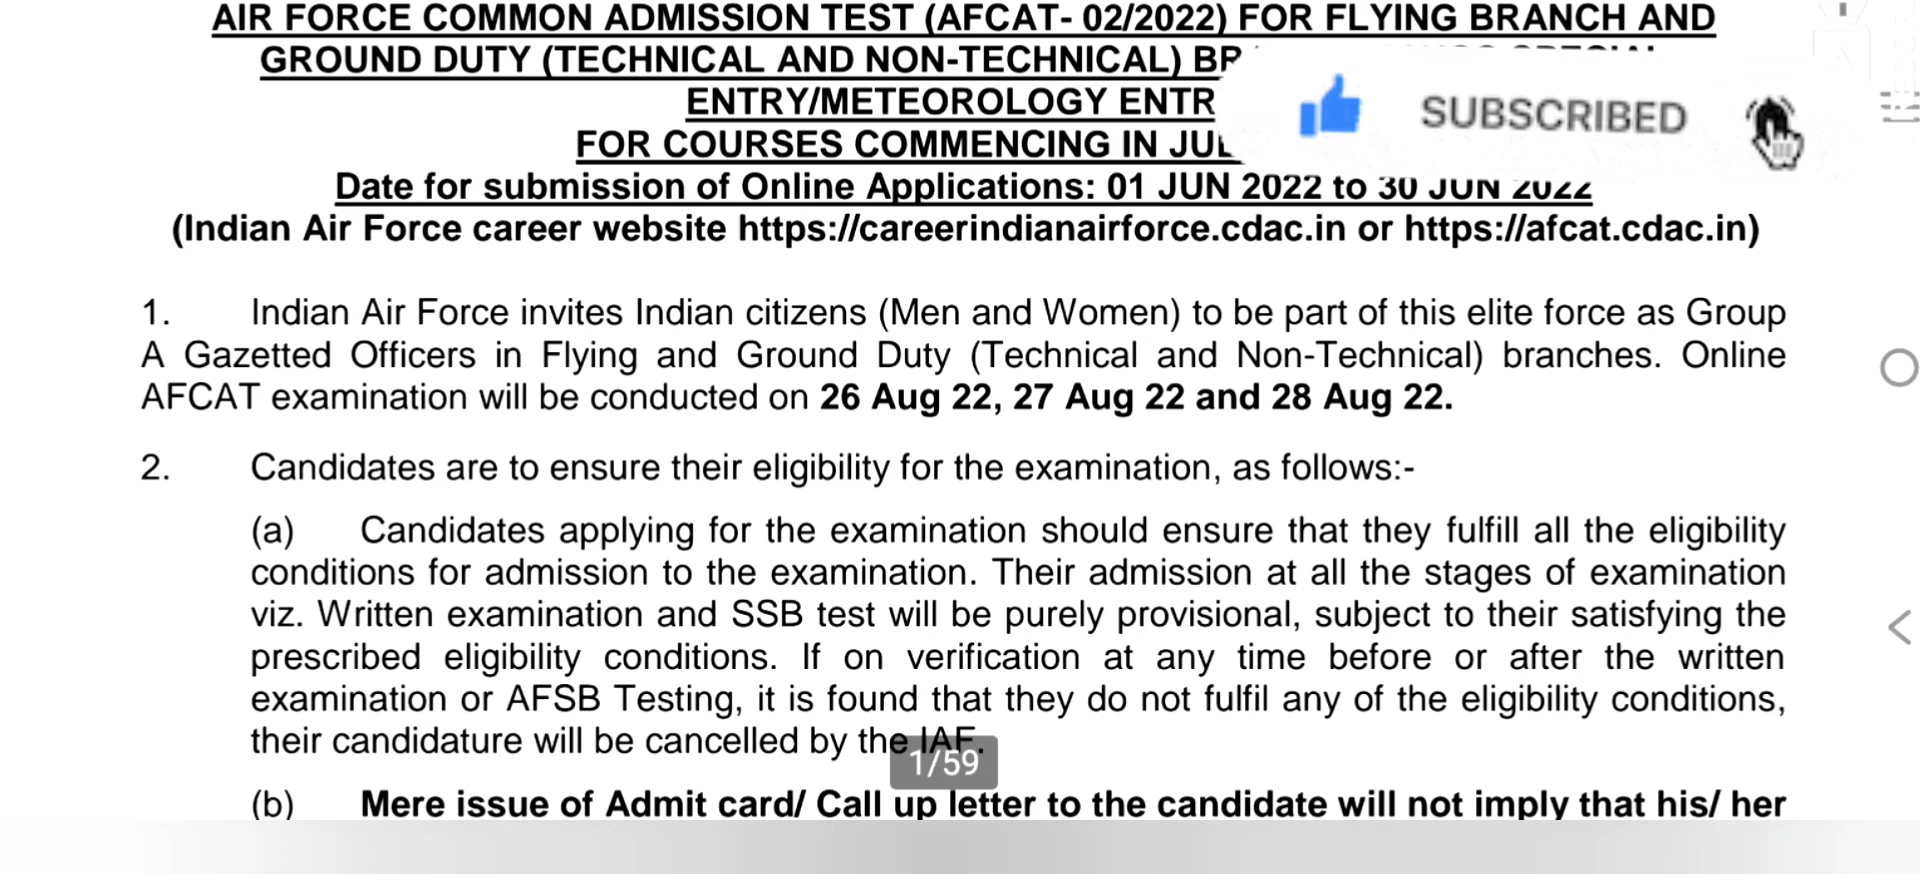 AIR FORCE COMMON ADMISSION TEST (AFCAT- 02/2022) FOR FLYING BRANCH AND
GROUND DUTY (TECHNICAL AND NON-TECHNICAL)
ENTRY/METEOROLOGY
FOR COURSES COMMENCING IN
SUBSCRIBED
Date for submission of Online Applications: 01 JUN 2022 to 30 JUN 2022
(Indian Air Force career website https://careerindianairforce.cdac.in or https://afcat.cdac.in)
1. Indian Air Force invites Indian citizens (Men and Women) to be part of this elite force as Group
A Gazetted Officers in Flying and Ground Duty (Technical and Non-Technical) branches. Online
AFCAT examination will be conducted on 26 Aug 22, 27 Aug 22 and 28 Aug 22.
2. Candidates are to ensure their eligibility for the examination, as follows:-
(a) Candidates applying for the examination should ensure that they fulfill all the eligibility
conditions for admission to the examination. Their admission at all the stages of examination
viz. Written examination and SSB test will be purely provisional, subject to their satisfying the
prescribed eligibility conditions. If on verification at any time before or after the written
examination or AFSB Testing, it is found that they do not fulfil any of the eligibility conditions,
their candidature will be cancelled by the IAF.
1/59
(b) Mere issue of Admit card/ Call up letter to the candidate will not imply that his/ her